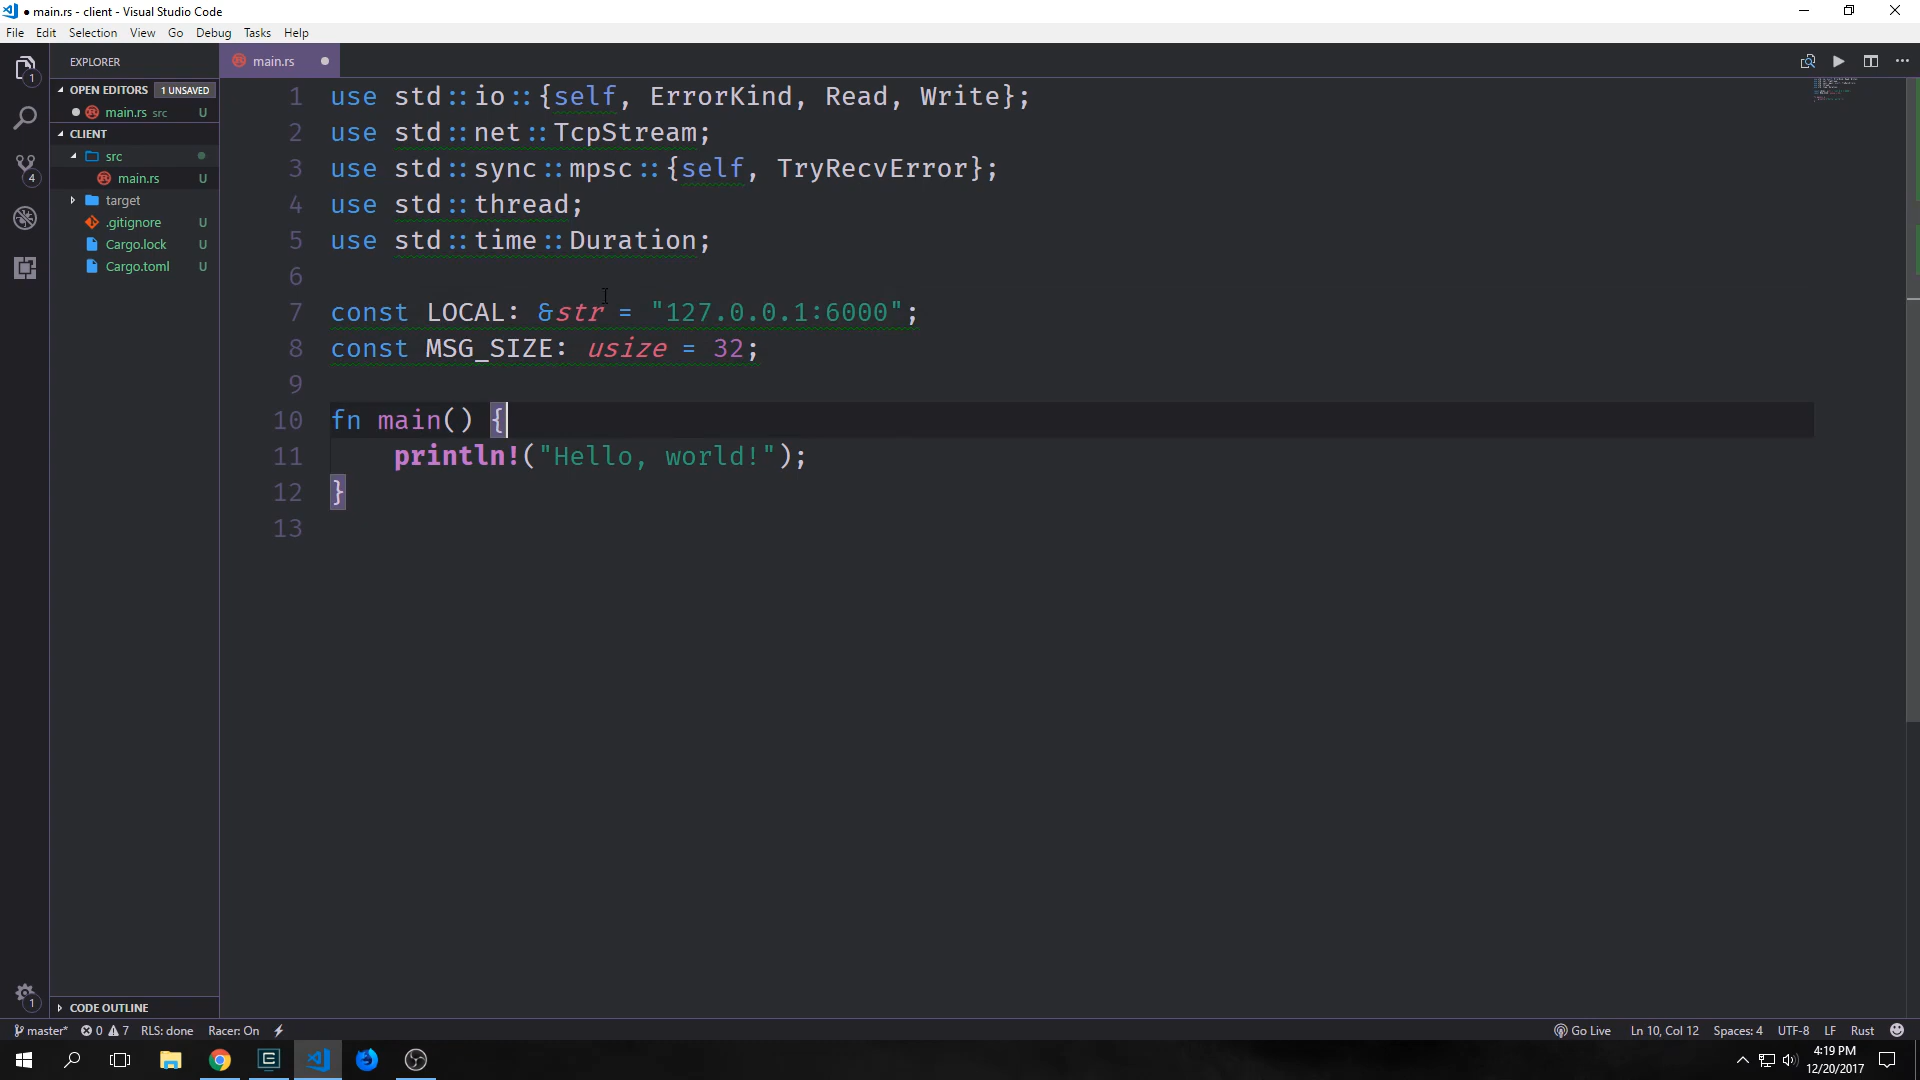 ● main.rs - client - Visual Studio Code
File Edit Selection View Go Debug Tasks Help
EXPLORER
OPEN EDITORS 1 UNSAVED
main.rs src U
CLIENT
src
main.rs U
target
.gitignore U
Cargo.lock U
Cargo.toml U
CODE OUTLINE
1
4
1
main.rs
1 use std::io::{self, ErrorKind, Read, Write};
2 use std::net::TcpStream;
3 use std::sync::mpsc::{self, TryRecvError};
4 use std::thread;
5 use std::time::Duration;
6
7 const LOCAL: &str = "127.0.0.1:6000";
8 const MSG_SIZE: usize = 32;
9
10 fn main() {
11     println!("Hello, world!");
12 }
13
master* 0 7 RLS: done Racer: On Go Live Ln 10, Col 12 Spaces: 4 UTF-8 LF Rust
4:19 PM
12/20/2017